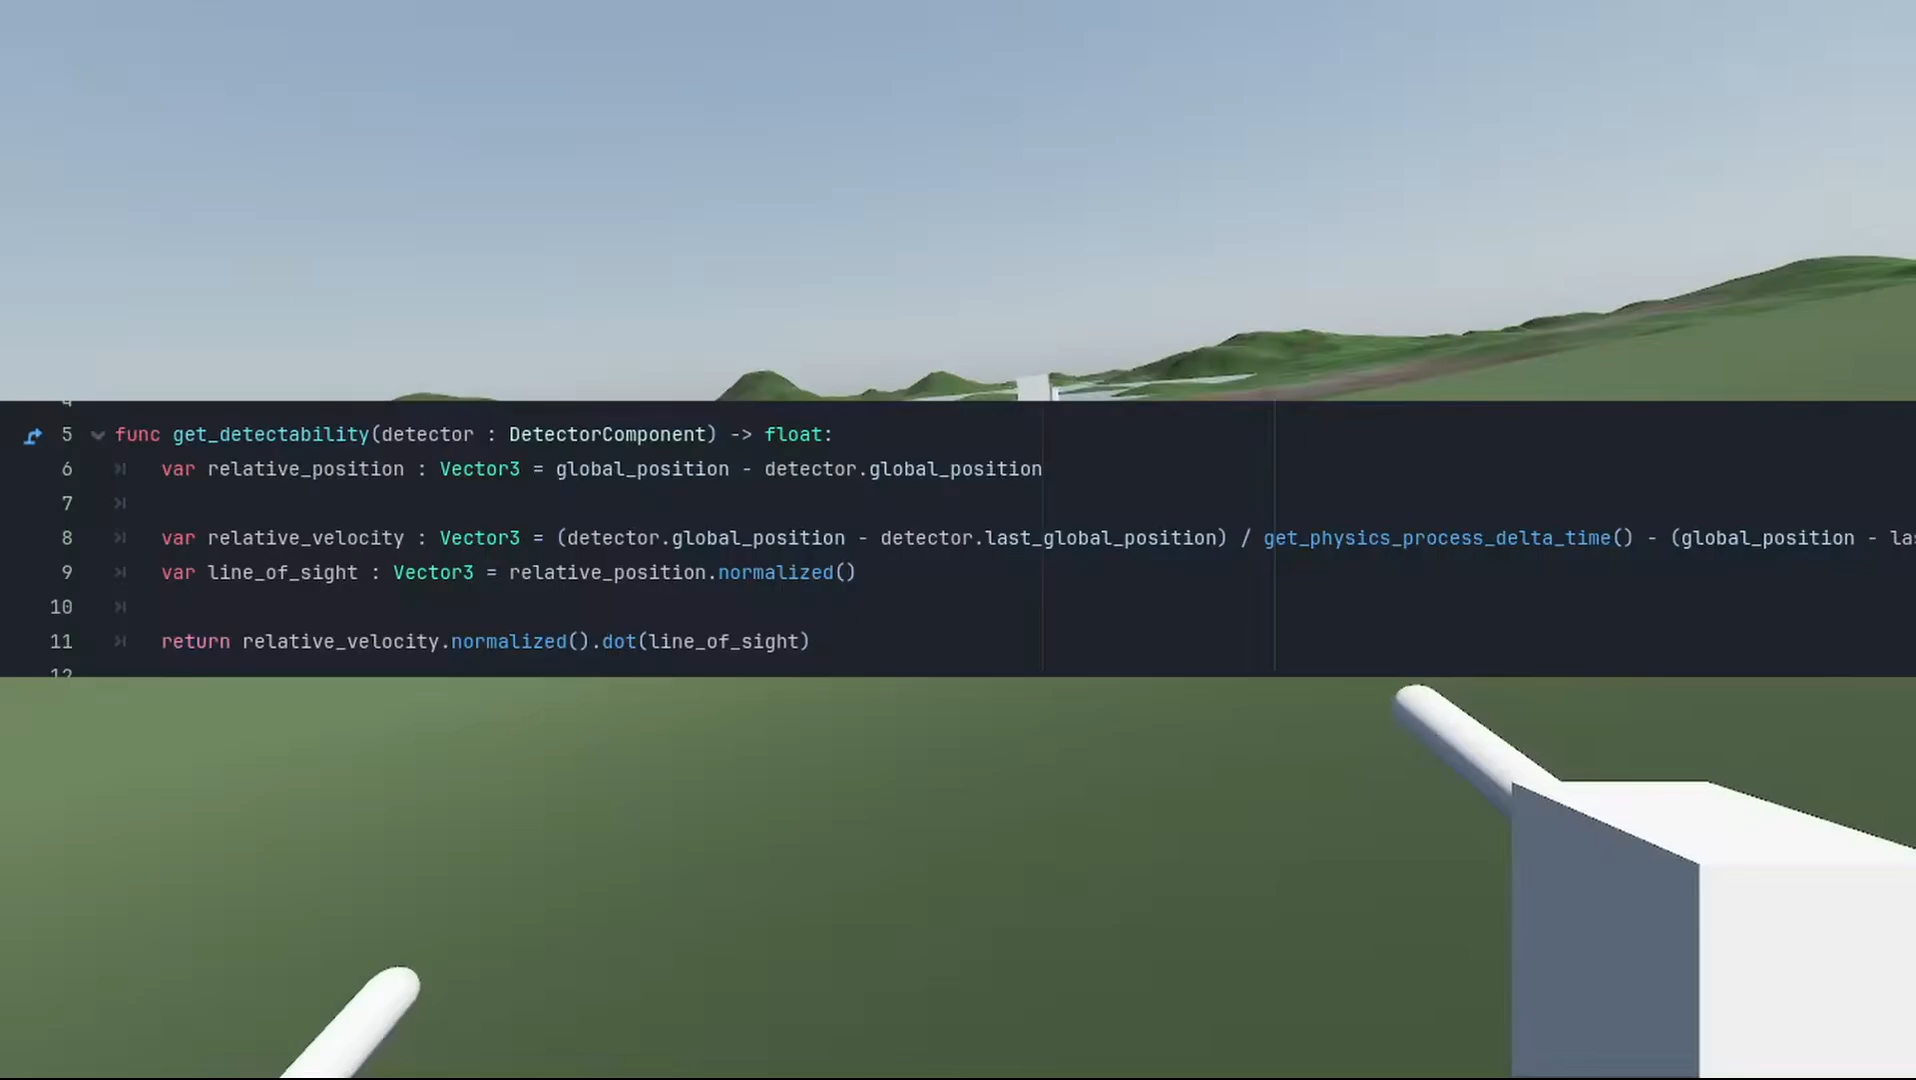 5 func get_detectability(detector : DetectorComponent) -> float:
6 var relative_position : Vector3 = global_position - detector.global_position
7
8 var relative_velocity : Vector3 = (detector.global_position - detector.last_global_position) / get_physics_process_delta_time() - (global_position -
9 var line_of_sight : Vector3 = relative_position.normalized()
10
11 return relative_velocity.normalized().dot(line_of_sight)